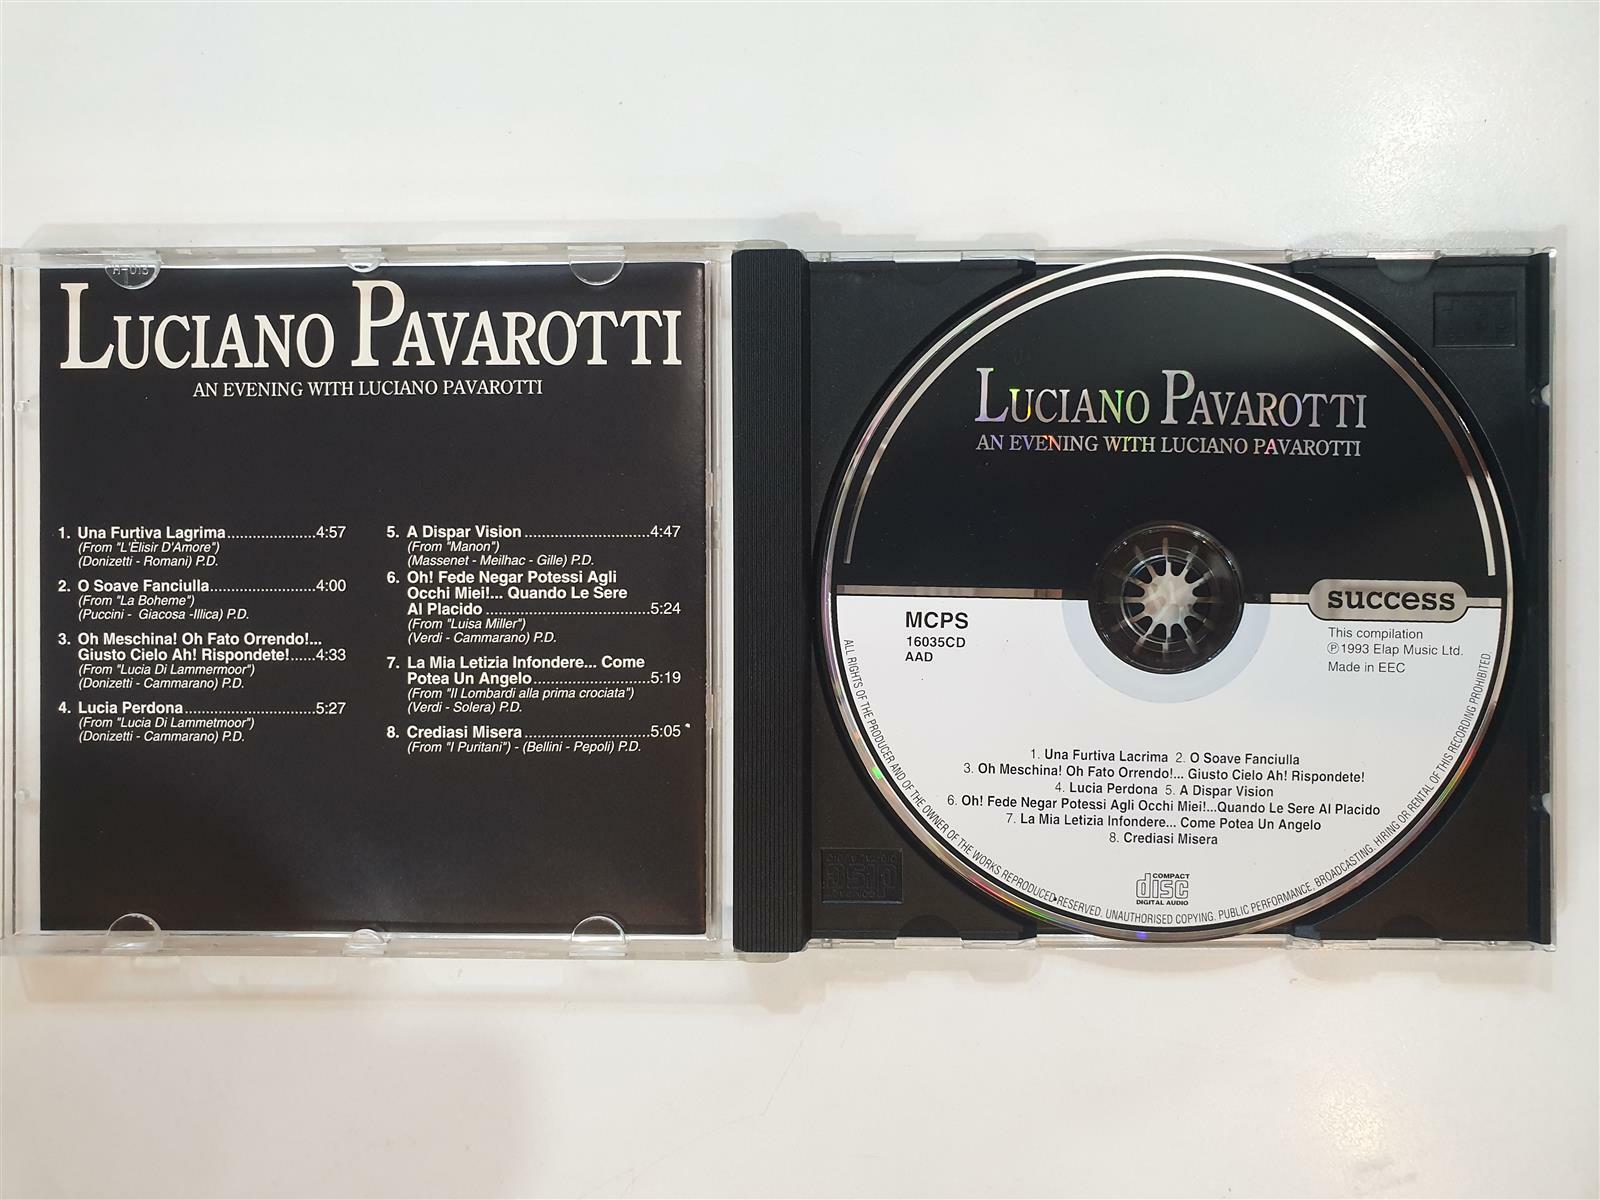 LUCIANO PAVAROTTI
AN EVENING WITH LUCIANO PAVAROTTI
1. Una Furtiva Lagrima.....................4:57
(From "L'Élisir D'Amore")
(Donizetti - Romani) P.D.
2. O Soave Fanciulla.........................4:00
(From "La Boheme")
(Puccini - Giacosa -Illica) P.D.
3. Oh Meschina! Oh Fato Orrendo!...
Giusto Cielo Ah! Rispondete!......4:33
(From "Lucia Di Lammermoor")
(Donizetti - Cammarano) P.D.
4. Lucia Perdona...............................5:27
(From "Lucia Di Lammetmoor")
(Donizetti - Cammarano) P.D.
5. A Dispar Vision..............................4:47
(From "Manon")
(Massenet - Meilhac - Gille) P.D.
6. Oh! Fede Negar Potessi Agli
Occhi Miei!... Quando Le Sere
Al Placido.......................................5:24
(From "Luisa Miller")
(Verdi - Cammarano) P.D.
7. La Mia Letizia Infondere... Come
Potea Un Angelo............................5:19
(From "Il Lombardi alla prima crociata")
(Verdi - Solera) P.D.
8. Crediasi Misera..............................5:05
(From "I Puritani") - (Bellini - Pepoli) P.D.
LUCIANO PAVAROTTI
AN EVENING WITH LUCIANO PAVAROTTI
success
MCPS
16035CD
AAD
This compilation
℗ 1993 Elap Music Ltd.
Made in EEC
1. Una Furtiva Lacrima 2. O Soave Fanciulla
3. Oh Meschina! Oh Fato Orrendo!... Giusto Cielo Ah! Rispondete!
4. Lucia Perdona 5. A Dispar Vision
6. Oh! Fede Negar Potessi Agli Occhi Miei!...Quando Le Sere Al Placido
7. La Mia Letizia Infondere... Come Potea Un Angelo
8. Crediasi Misera
COMPACT
disc
DIGITAL AUDIO
ALL RIGHTS OF THE PRODUCER AND OF THE OWNER OF THE WORKS REPRODUCED RESERVED. UNAUTHORISED COPYING. PUBLIC PERFORMANCE, BROADCASTING, HIRING OR RENTAL OF THIS RECORDING PROHIBITED.